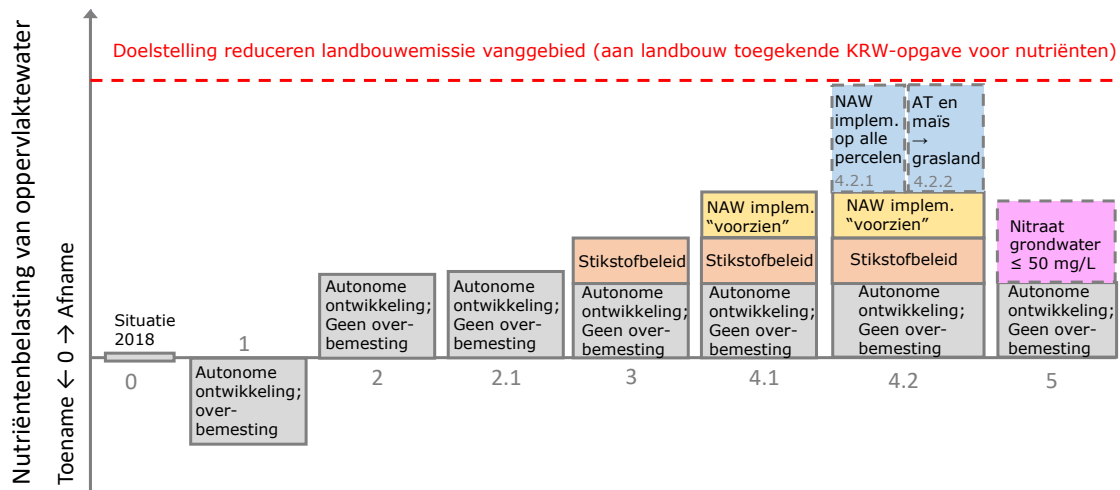 Nutriëntenbelasting van oppervlaktewater
Toename ← 0 → Afname
Doelstelling reduceren landbouwemissie vanggebied (aan landbouw toegekende KRW-opgave voor nutriënten)
Situatie
2018
0
1
Autonome
ontwikkeling;
over-
bemesting
Autonome
ontwikkeling;
Geen over-
bemesting
2
Autonome
ontwikkeling;
Geen over-
bemesting
2.1
Stikstofbeleid
Autonome
ontwikkeling;
Geen over-
bemesting
3
NAW implem.
“voorzien”
Stikstofbeleid
Autonome
ontwikkeling;
Geen over-
bemesting
4.1
NAW
implem.
op alle
percelen
4.2.1
AT en
maïs
→
grasland
4.2.2
NAW implem.
“voorzien”
Stikstofbeleid
Autonome
ontwikkeling;
Geen over-
bemesting
4.2
Nitraat
grondwater
≤ 50 mg/L
Autonome
ontwikkeling;
Geen over-
bemesting
5